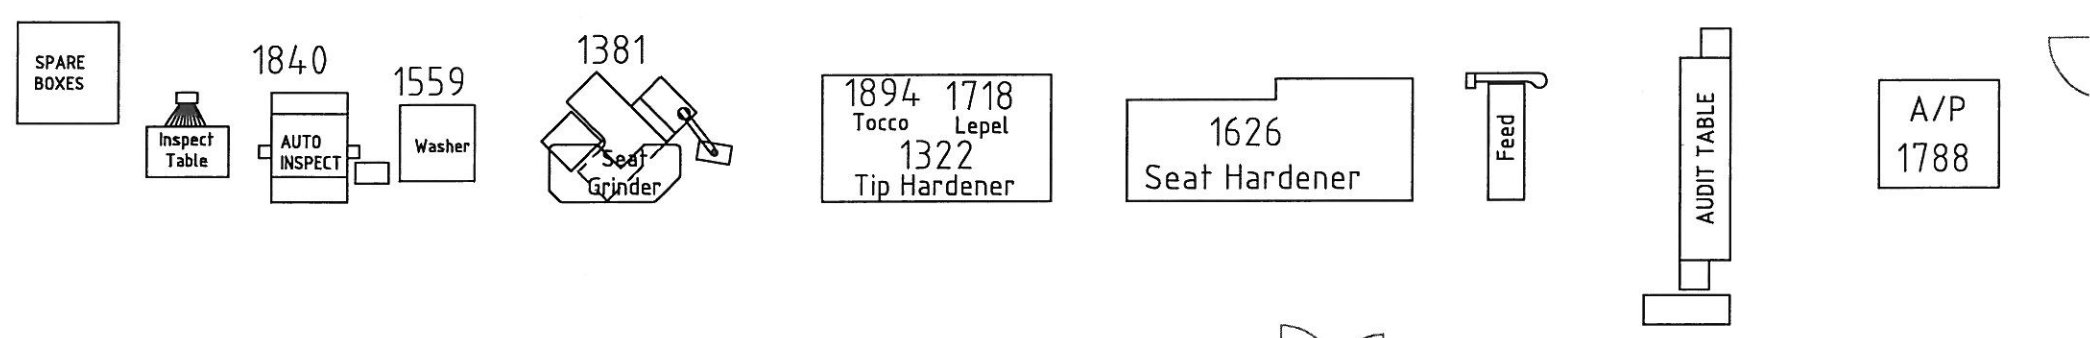 SPARE
BOXES
Inspect
Table
1840
AUTO
INSPECT
1559
Washer
1381
Seat
Grinder
1894 1718
Tocco Lepel
1322
Tip Hardener
1626
Seat Hardener
Feed
AUDIT TABLE
A/P
1788